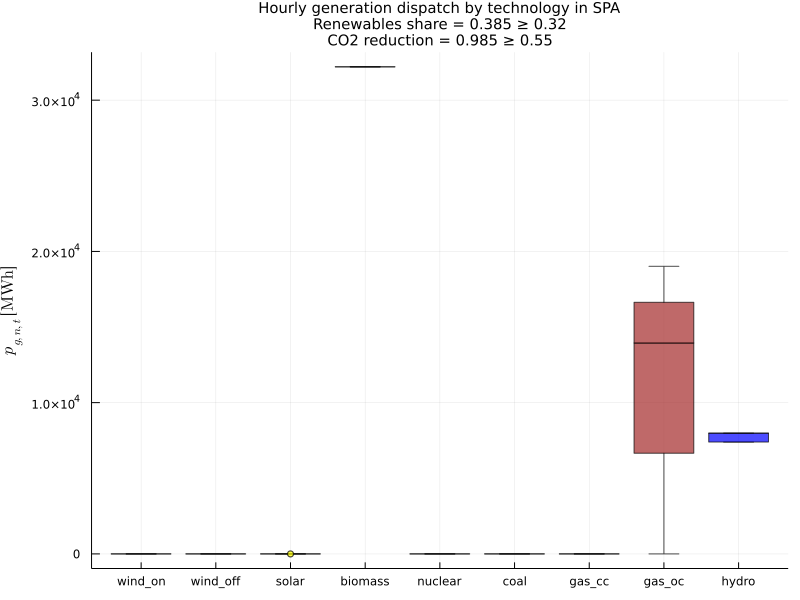 Hourly generation dispatch by technology in SPA
Renewables share = 0.385 ≥ 0.32
CO2 reduction = 0.985 ≥ 0.55
3.0×10⁴
2.0×10⁴
1.0×10⁴
0
p_{g,n,t} [MWh]
wind_on wind_off solar biomass nuclear coal gas_cc gas_oc hydro